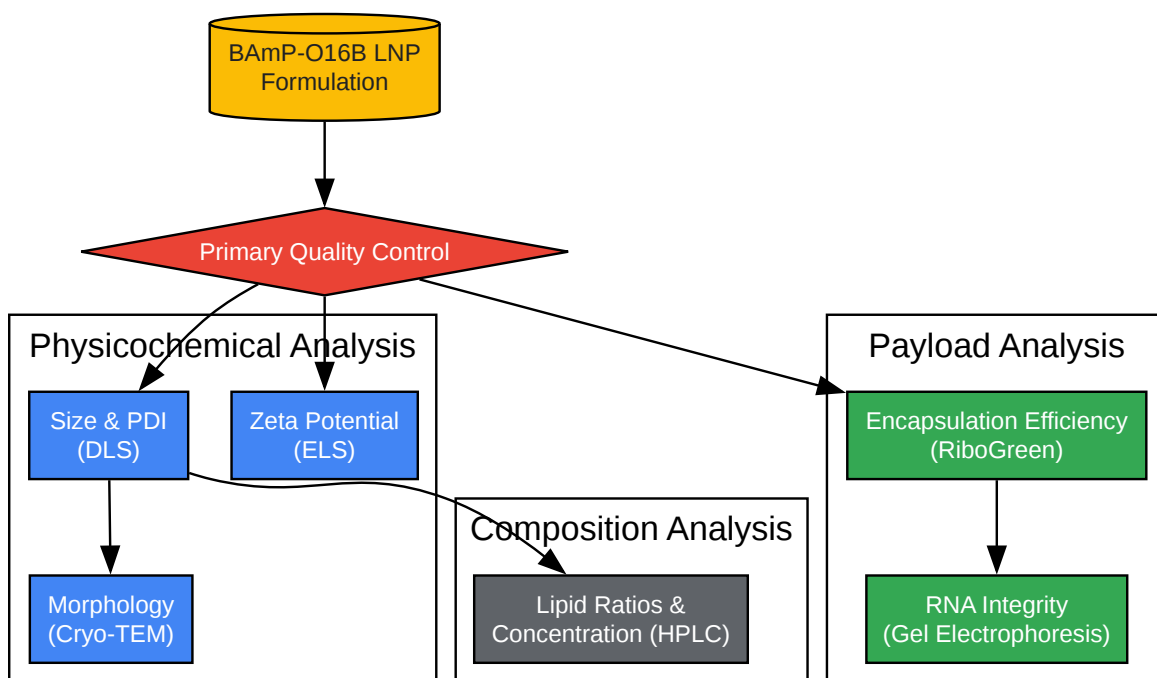 BAmP-O16B LNP
Formulation
Primary Quality Control
Physicochemical Analysis
Size & PDI
(DLS)
Zeta Potential
(ELS)
Morphology
(Cryo-TEM)
Composition Analysis
Lipid Ratios &
Concentration (HPLC)
Payload Analysis
Encapsulation Efficiency
(RiboGreen)
RNA Integrity
(Gel Electrophoresis)